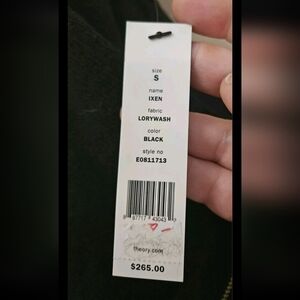 size
S
name
IXEN
fabric
LORYWASH
color
BLACK
style no
E0811713
theory.com
$265.00